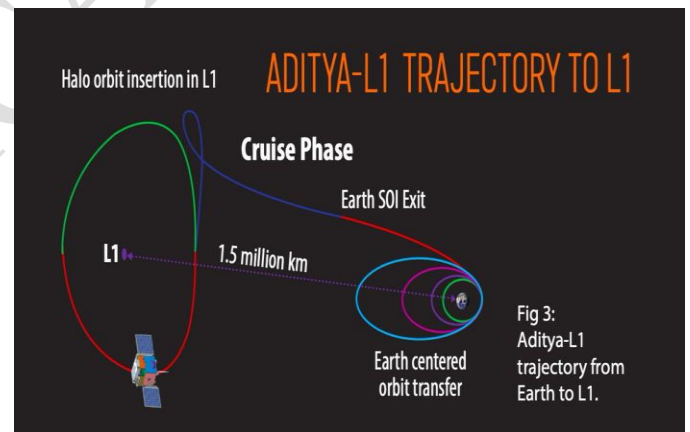 ADITYA-L1 TRAJECTORY TO L1
Halo orbit insertion in L1
Cruise Phase
Earth SOI Exit
L1
1.5 million km
Earth centered
orbit transfer
Fig 3:
Aditya-L1
trajectory from
Earth to L1.